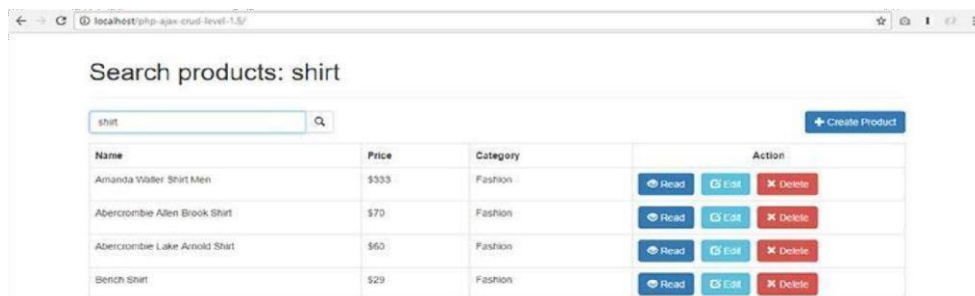 localhost/php-ajax-crud-level-1.5/
Search products: shirt
shirt
+ Create Product
Name Price Category Action
Amanda Waller Shirt Men $333 Fashion Read Edit Delete
Abercrombie Allen Brook Shirt $70 Fashion Read Edit Delete
Abercrombie Lake Arnold Shirt $60 Fashion Read Edit Delete
Bench Shirt $29 Fashion Read Edit Delete